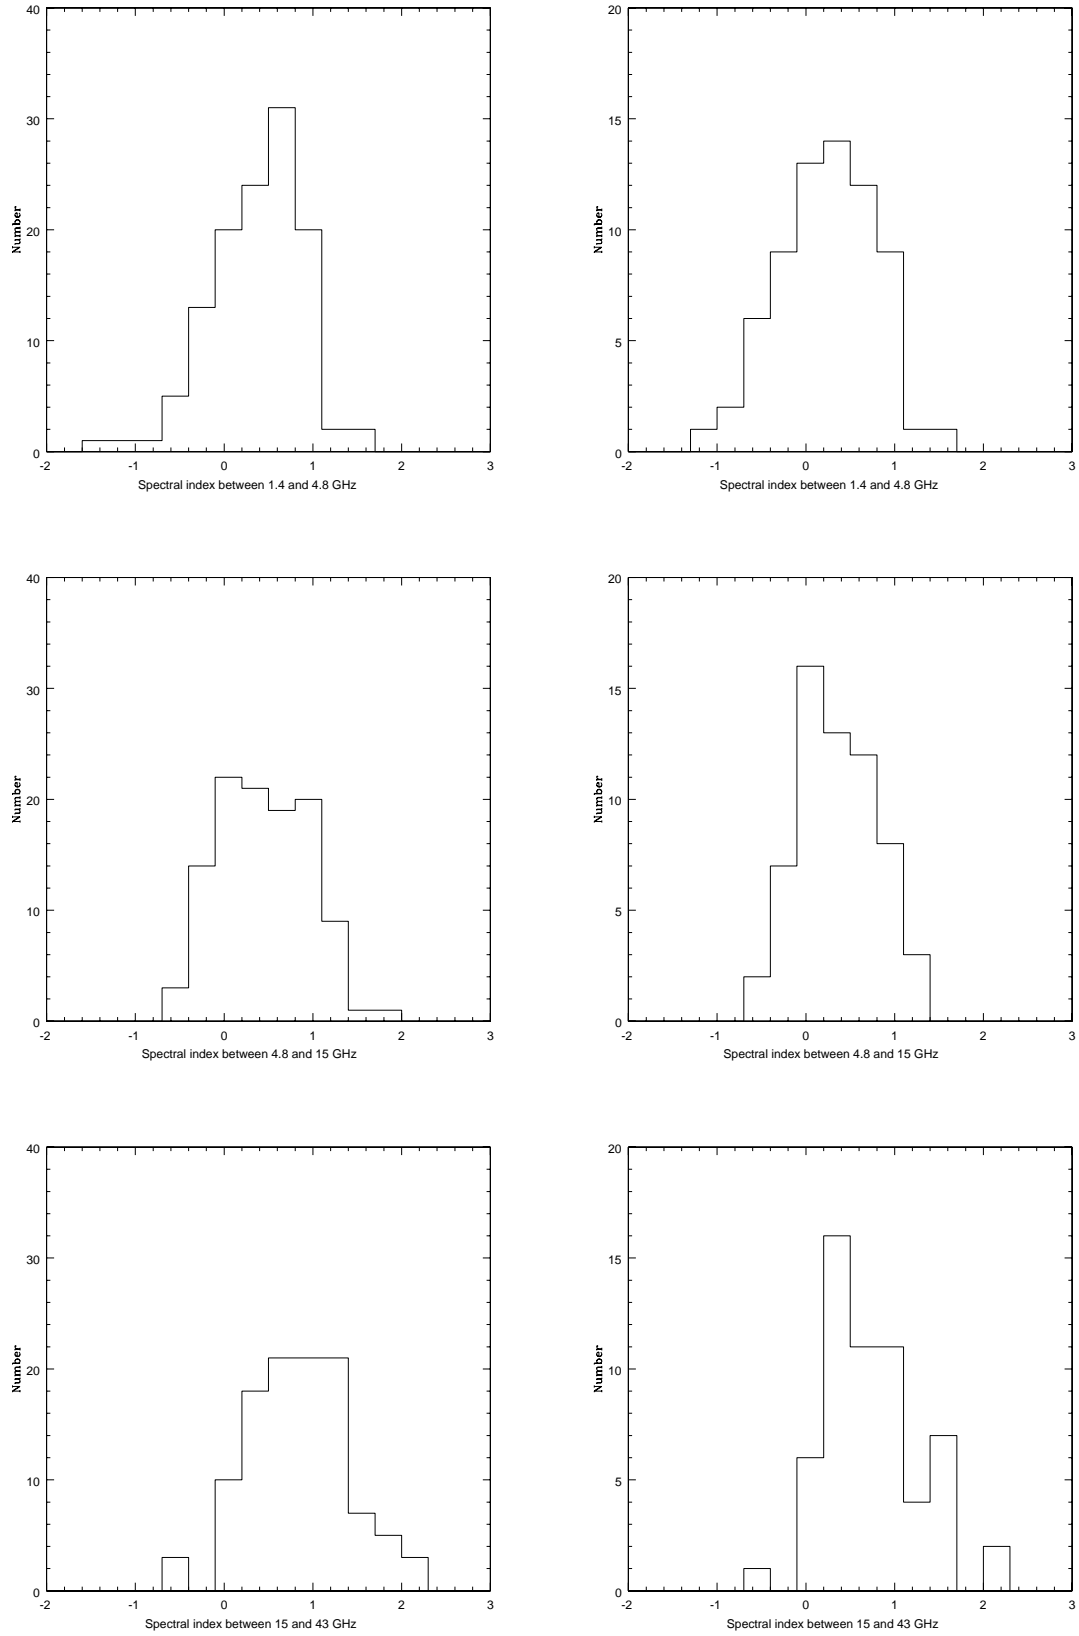 40
30
20
10
0
Number
-2 -1 0 1 2 3
Spectral index between 1.4 and 4.8 GHz
20
15
10
5
0
Number
-2 -1 0 1 2 3
Spectral index between 1.4 and 4.8 GHz
40
30
20
10
0
Number
-2 -1 0 1 2 3
Spectral index between 4.8 and 15 GHz
20
15
10
5
0
Number
-2 -1 0 1 2 3
Spectral index between 4.8 and 15 GHz
40
30
20
10
0
Number
-2 -1 0 1 2 3
Spectral index between 15 and 43 GHz
20
15
10
5
0
Number
-2 -1 0 1 2 3
Spectral index between 15 and 43 GHz